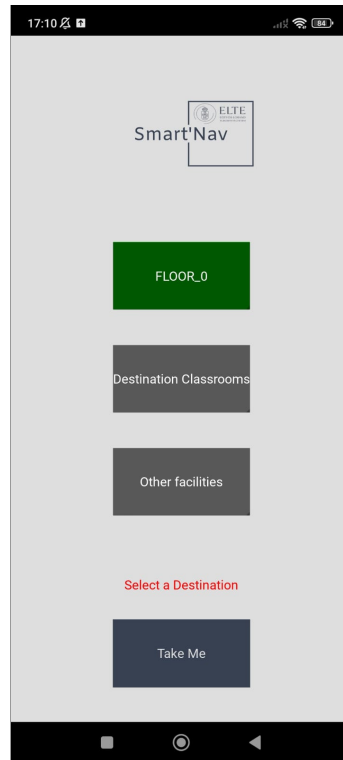 17:10
84
ELTE
Smart'Nav
FLOOR_0
Destination Classrooms
Other facilities
Select a Destination
Take Me